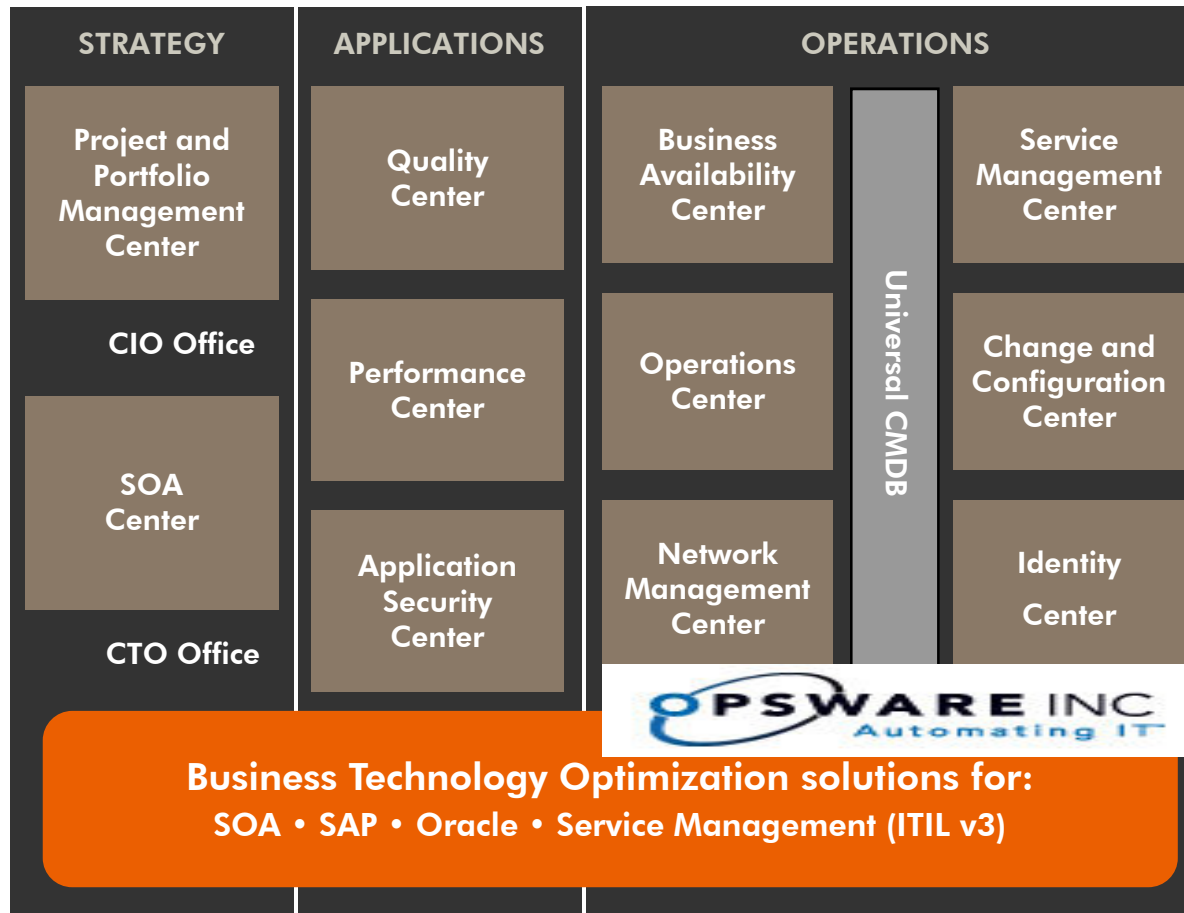 STRATEGY
Project and
Portfolio
Management
Center
CIO Office
SOA
Center
CTO Office
APPLICATIONS
Quality
Center
Performance
Center
Application
Security
Center
OPERATIONS
Business
Availability
Center
Operations
Center
Network
Management
Center
Universal CMDB
Service
Management
Center
Change and
Configuration
Center
Identity
Center
OPSWARE INC
Automating IT
Business Technology Optimization solutions for:
SOA • SAP • Oracle • Service Management (ITIL v3)